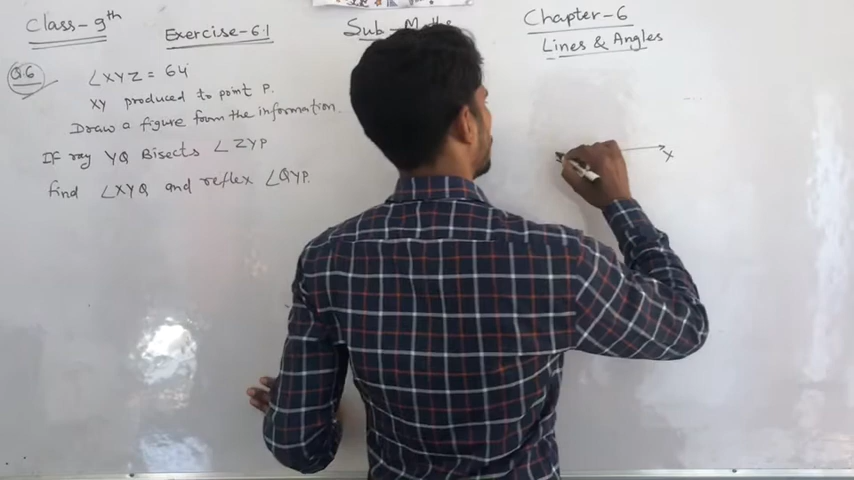 Class-9th
Exercise-6.1
Sub-Maths
Chapter-6
Lines & Angles
Q.6
∠XYZ = 64
XY produced to point P.
Draw a figure from the information
If ray YQ Bisects ∠ZYP
find ∠XYQ and reflex ∠QYP.
X